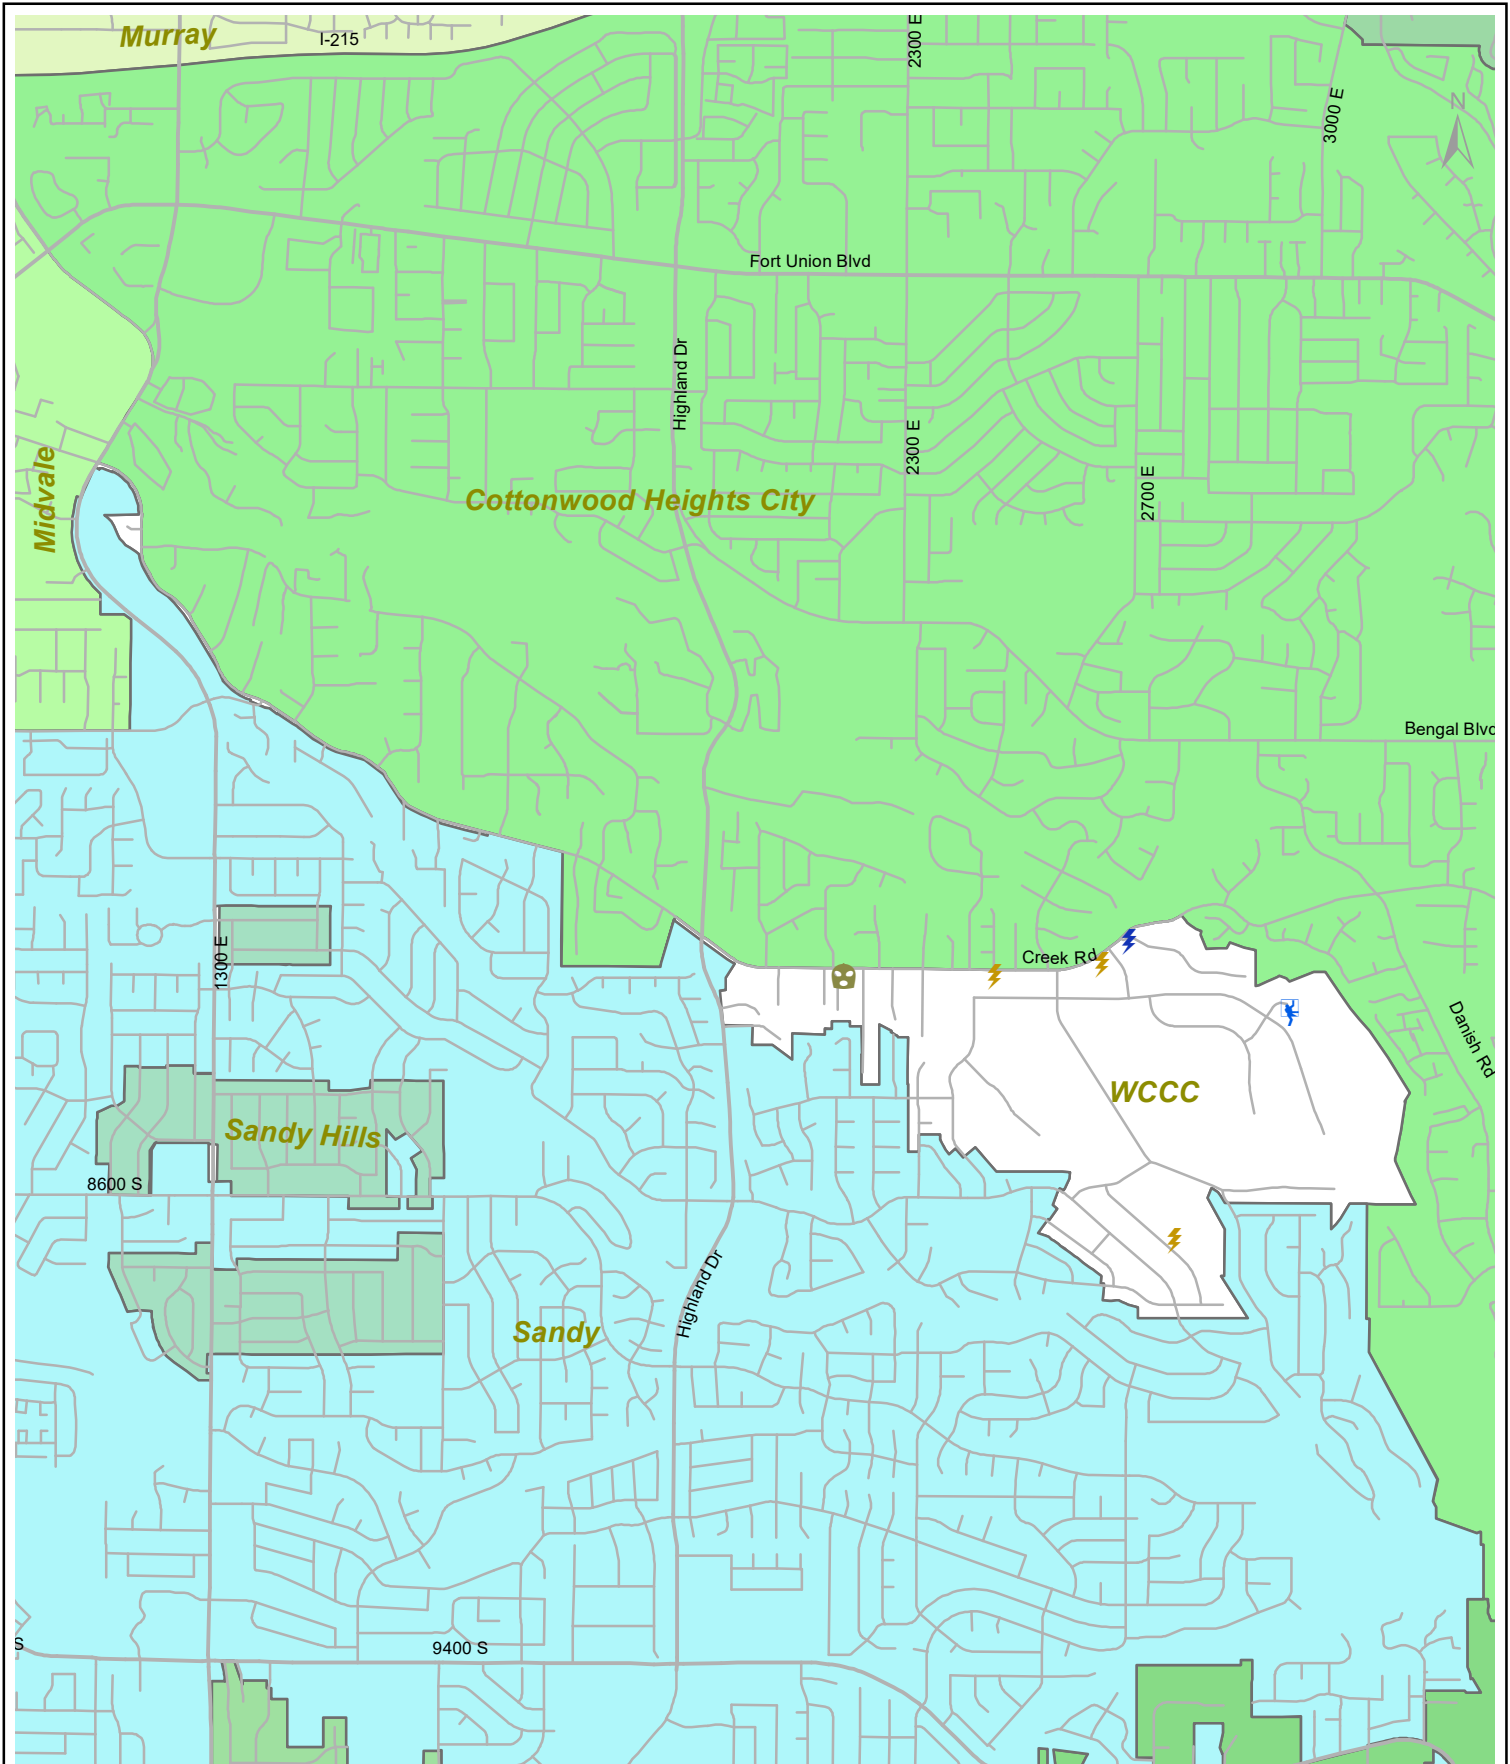 Murray
I-215
2300 E
3000 E
N
Fort Union Blvd
Highland Dr
2300 E
2700 E
Midvale
Cottonwood Heights City
Bengal Blvd
1300 E
Creek Rd
Danish Rd
WCCC
Sandy Hills
8600 S
Highland Dr
Sandy
S
9400 S